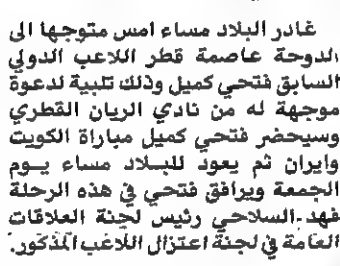 غادر البلاد مساء امس متوجها الى
الدوحة عاصمة قطر اللاعب الدولي
السابق فتحي كميل وذلك تلبية لدعوة
موجهة له من نادي الريان القطري
وسيحضر فتحي كميل مباراة الكويت
وايران ثم يعود للبلاد مساء يوم
الجمعة ويرافق فتحي في هذه الرحلة
فهد السلاحي رئيس لجنة العلاقات
العامة في لجنة اعتزال اللاعب المذكور.